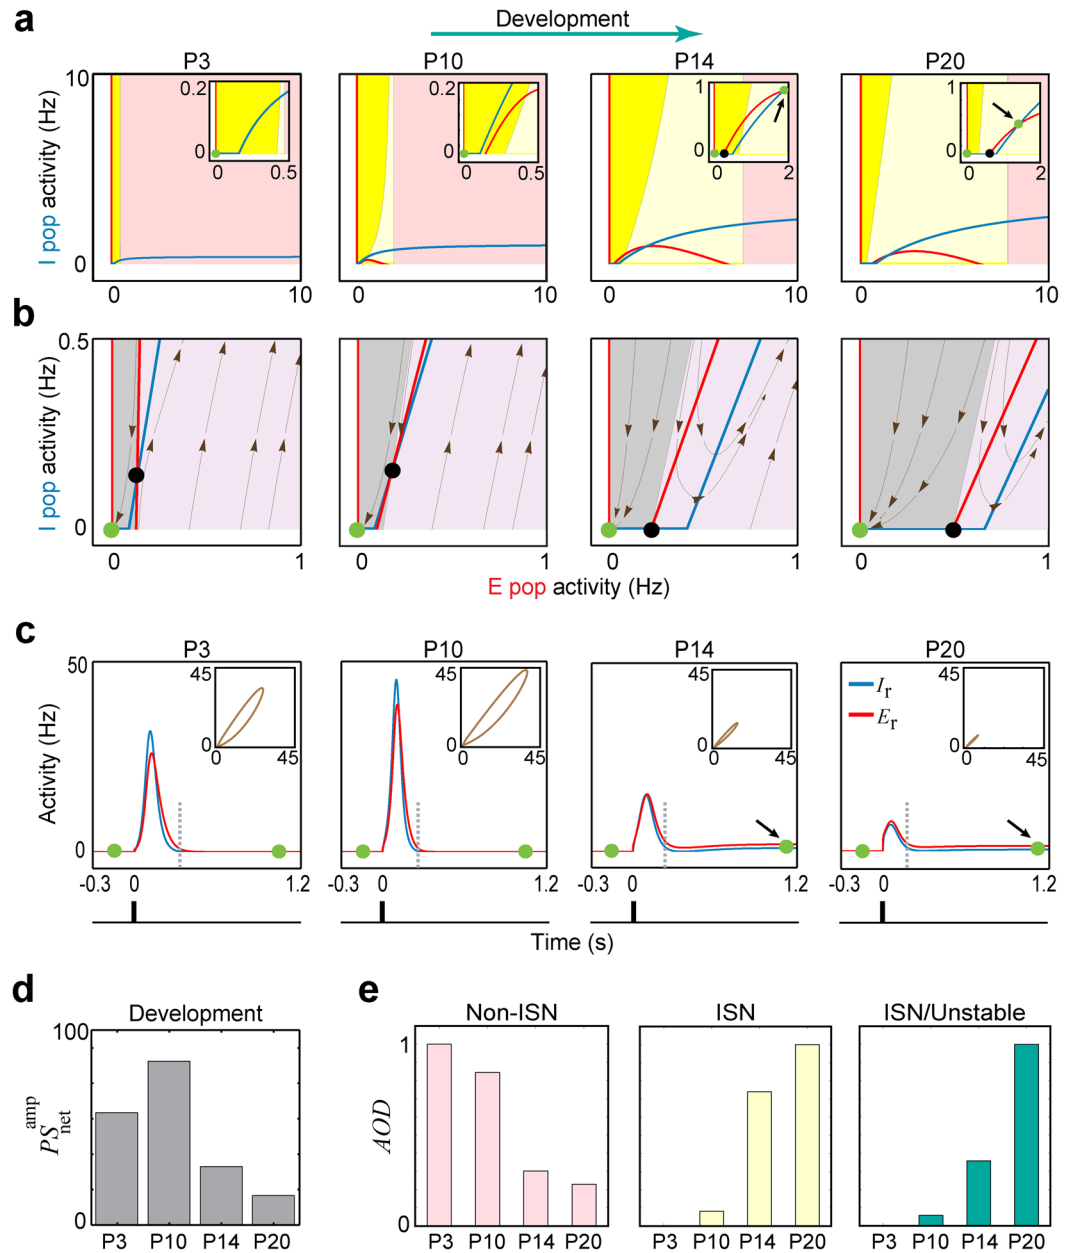 a
Development
P3
P10
P14
P20
I pop activity (Hz)
10
0
0.2
0
0
0.5
0.2
0
0
0.5
1
0
0
2
1
0
0
2
0
10
0
10
0
10
0
10
b
I pop activity (Hz)
0.5
0
0
1
0
1
0
1
0
1
E pop activity (Hz)
c
P3
P10
P14
P20
Activity (Hz)
50
0
45
0
0
45
45
0
0
45
45
0
0
45
45
0
0
45
Ir
Er
-0.3
0
1.2
-0.3
0
1.2
-0.3
0
1.2
-0.3
0
1.2
Time (s)
d
Development
PS amp net
100
0
P3
P10
P14
P20
e
Non-ISN
ISN
ISN/Unstable
AOD
1
0
P3
P10
P14
P20
P3
P10
P14
P20
P3
P10
P14
P20